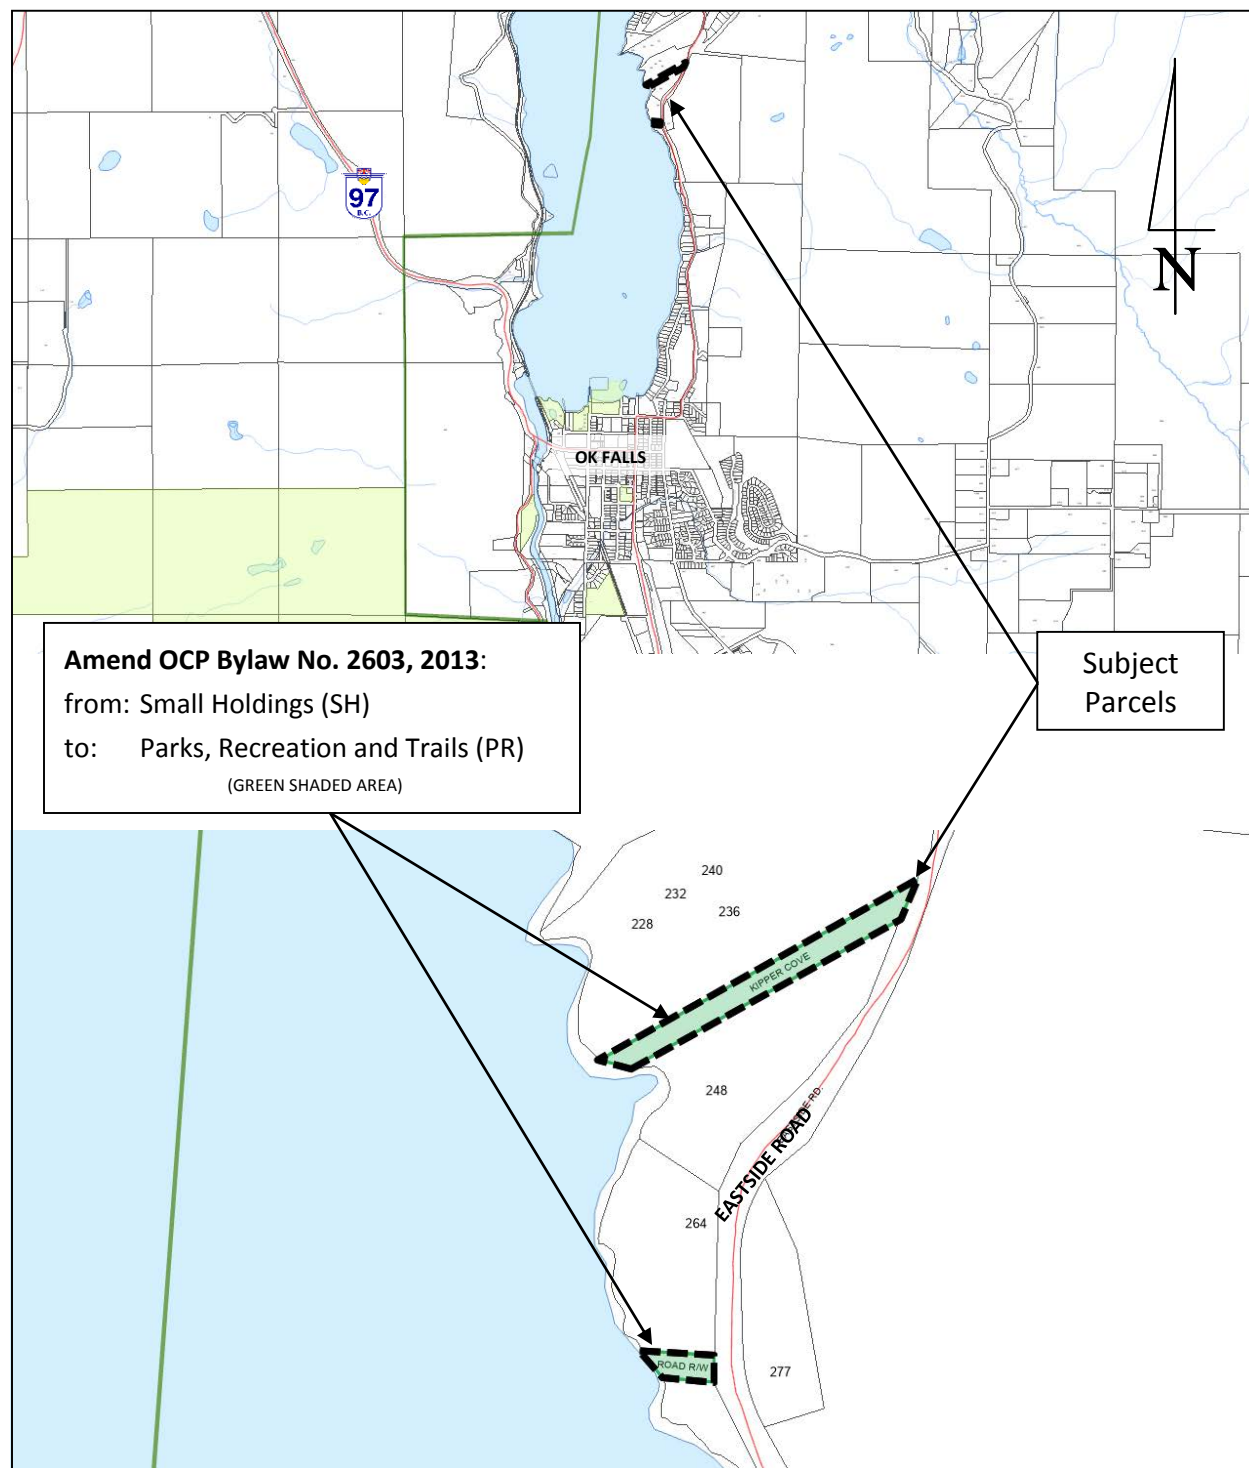 97
B.C.
N
OK FALLS
Amend OCP Bylaw No. 2603, 2013:
from: Small Holdings (SH)
to: Parks, Recreation and Trails (PR)
(GREEN SHADED AREA)
Subject
Parcels
240
232
236
228
KIPPER COVE
248
EASTSIDE ROAD
RD.
264
ROAD R/W
277